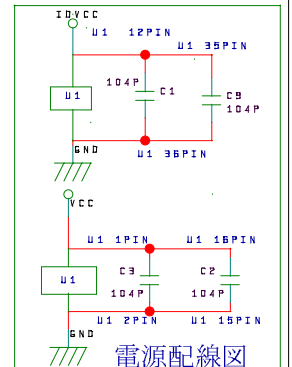 IOVCC
U1 12PIN
U1 35PIN
104P C1
U1
C9
104P
GND
U1 36PIN
VCC
U1 1PIN U1 16PIN
U1
C3 C2
104P 104P
U1 2PIN U1 15PIN
GND
電源配線図